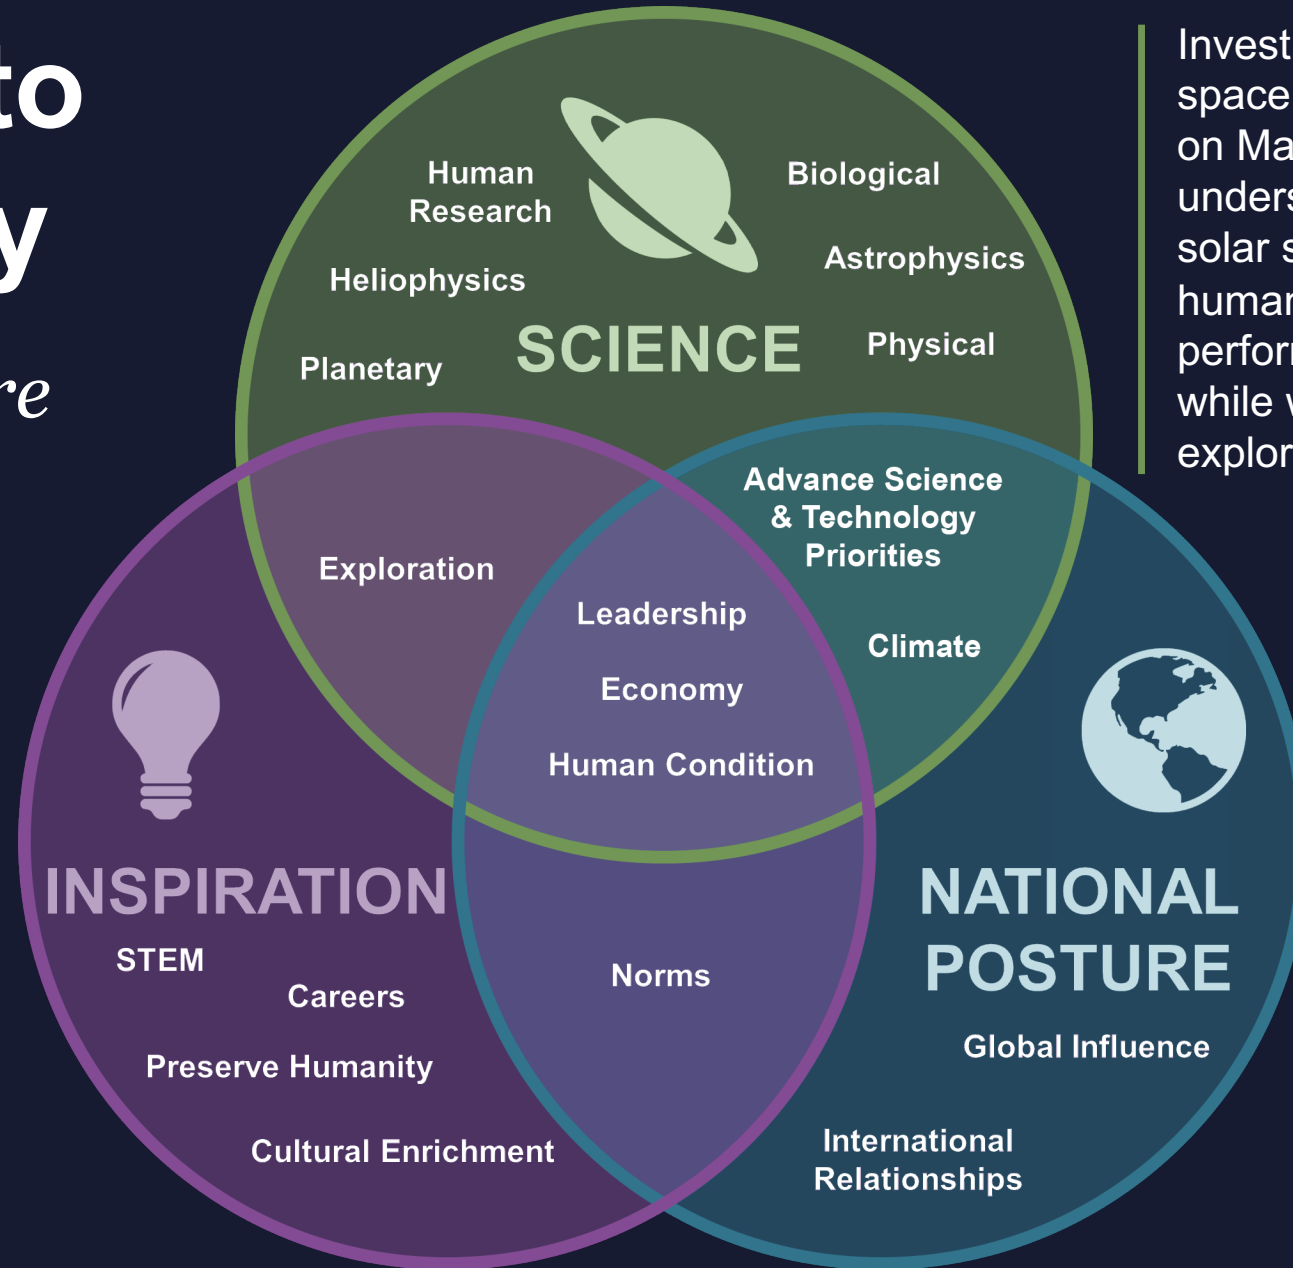 to
y
re
Invest
space
on Ma
unders
solar s
human
perform
while w
explor
Human
Research
Biological
Heliophysics
Astrophysics
SCIENCE
Physical
Planetary
Advance Science
& Technology
Priorities
Exploration
Leadership
Climate
Economy
Human Condition
INSPIRATION
STEM
Careers
Preserve Humanity
Cultural Enrichment
Norms
NATIONAL
POSTURE
Global Influence
International
Relationships